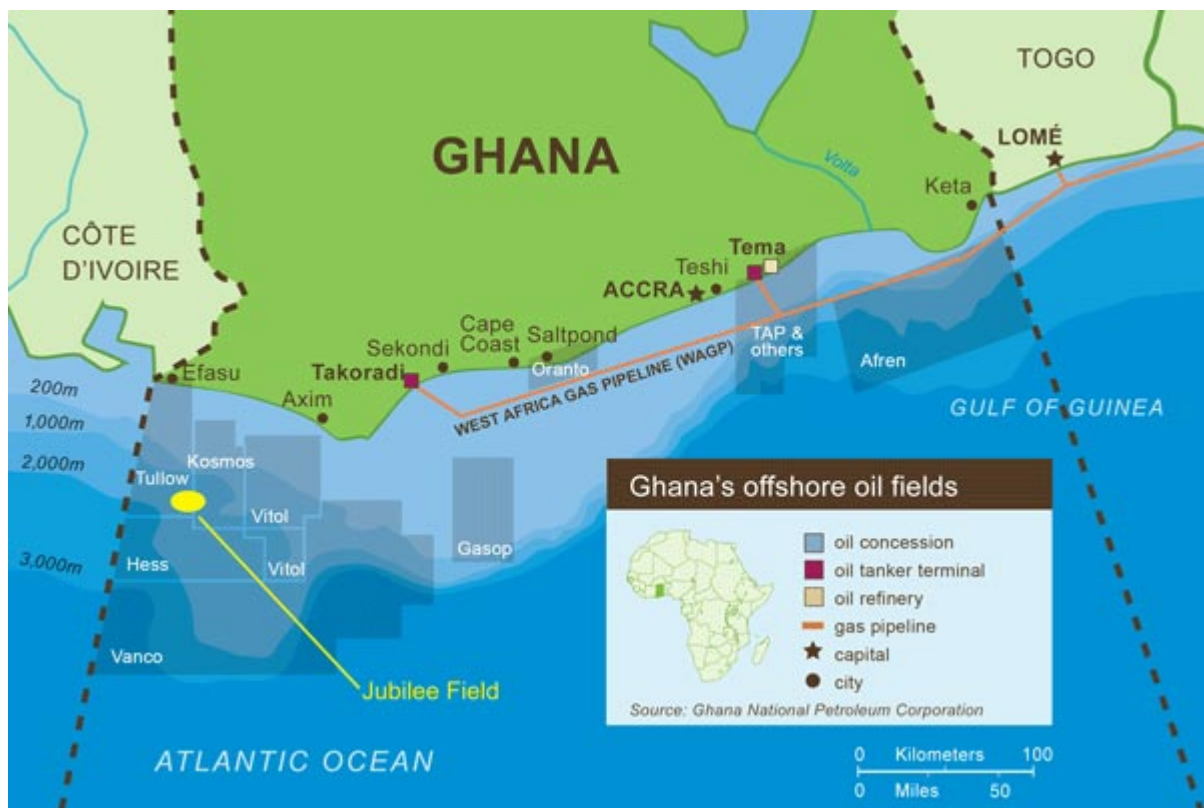 TOGO
LOMÉ
GHANA
Volta
Keta
CÔTE
D'IVOIRE
Tema
Teshi
ACCRA
Cape
Coast
Saltpond
Sekondi
Takoradi
Oranto
TAP &
others
Afren
Efasu
Axim
WEST AFRICA GAS PIPELINE (WAGP)
GULF OF GUINEA
200m
1,000m
2,000m
3,000m
Kosmos
Tullow
Vitol
Hess
Vitol
Gasop
Vanco
Jubilee Field
ATLANTIC OCEAN
Ghana's offshore oil fields
oil concession
oil tanker terminal
oil refinery
gas pipeline
capital
city
Source: Ghana National Petroleum Corporation
0 Kilometers 100
0 Miles 50